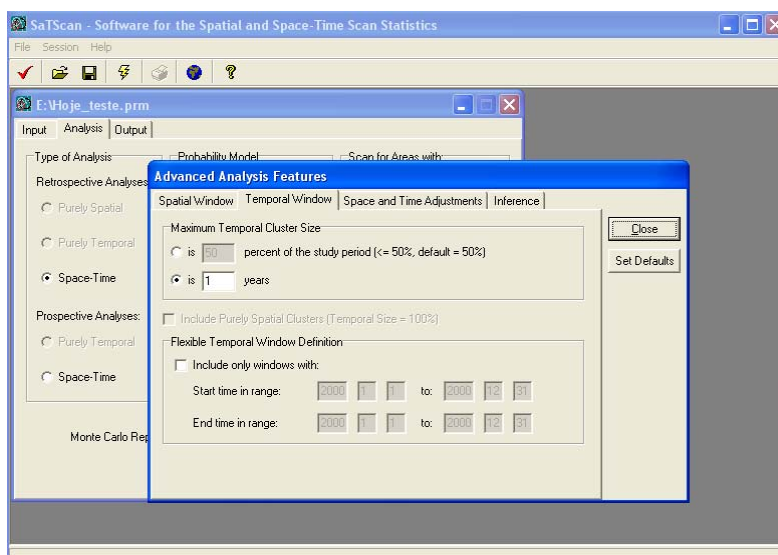 SaTScan - Software for the Spatial and Space-Time Scan Statistics
File Session Help
E:\Hoje_teste.prm
Input Analysis Output
Type of Analysis Probability Model Scan for Areas with:
Retrospective Analyses
Purely Spatial
Purely Temporal
Space-Time
Prospective Analyses:
Purely Temporal
Space-Time
Monte Carlo Rep
Advanced Analysis Features
Spatial Window Temporal Window Space and Time Adjustments Inference
Maximum Temporal Cluster Size
is 50 percent of the study period (<= 50%, default = 50%)
is 1 years
Include Purely Spatial Clusters (Temporal Size = 100%)
Flexible Temporal Window Definition
Include only windows with:
Start time in range: 2000 1 1 to: 2000 12 31
End time in range: 2000 1 1 to: 2000 12 31
Close
Set Defaults